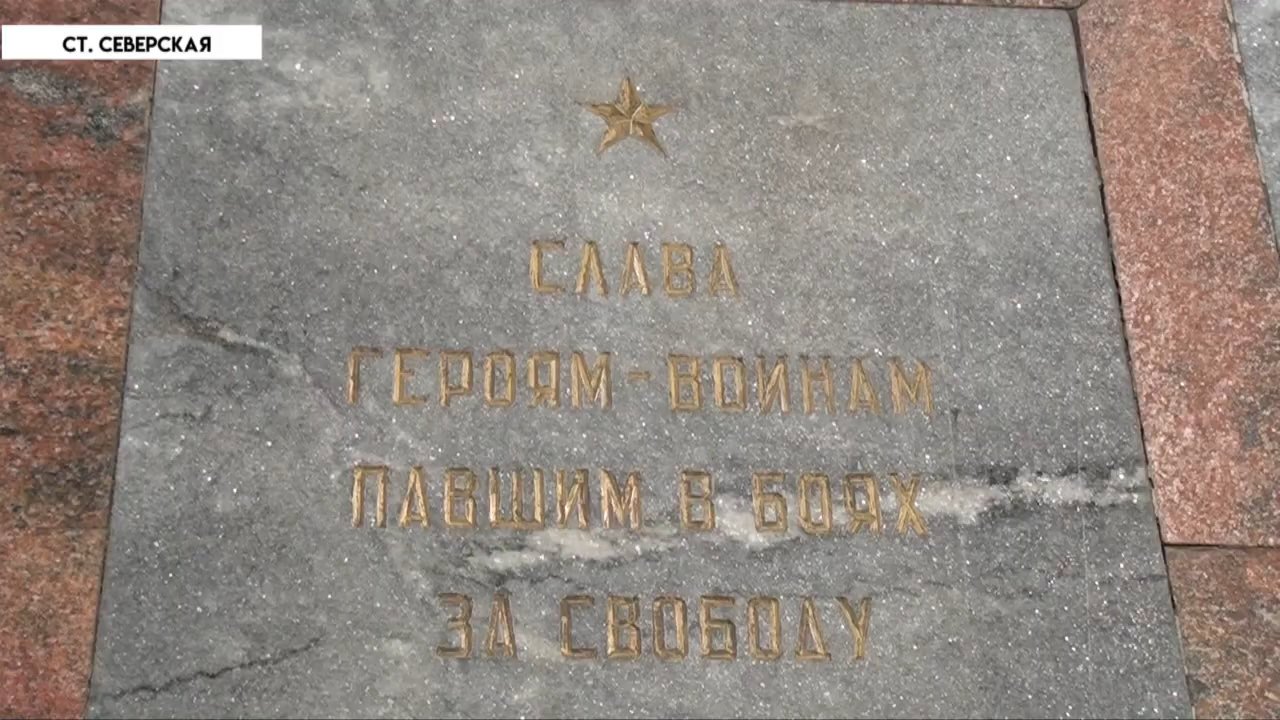 СТ. СЕВЕРСКАЯ
СЛАВА
ГЕРОЯМ-ВОИНАМ
ПАВШИМ В БОЯХ
ЗА СВОБОДУ